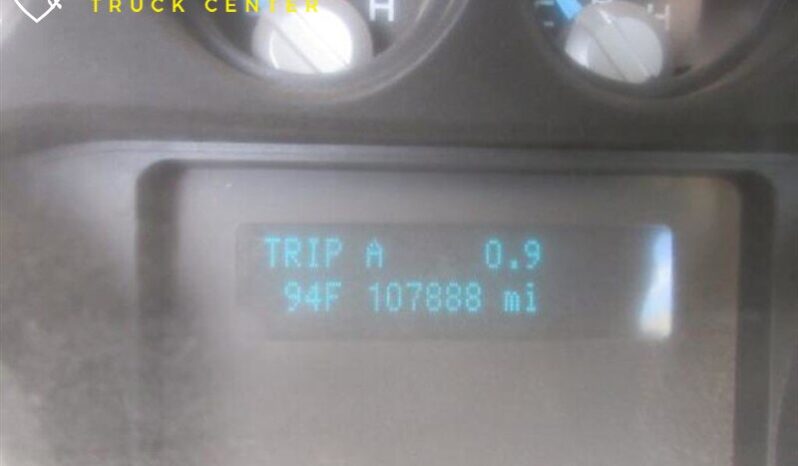 TRUCK CENTER
H
TRIP A 0.9
94F 107888 mi